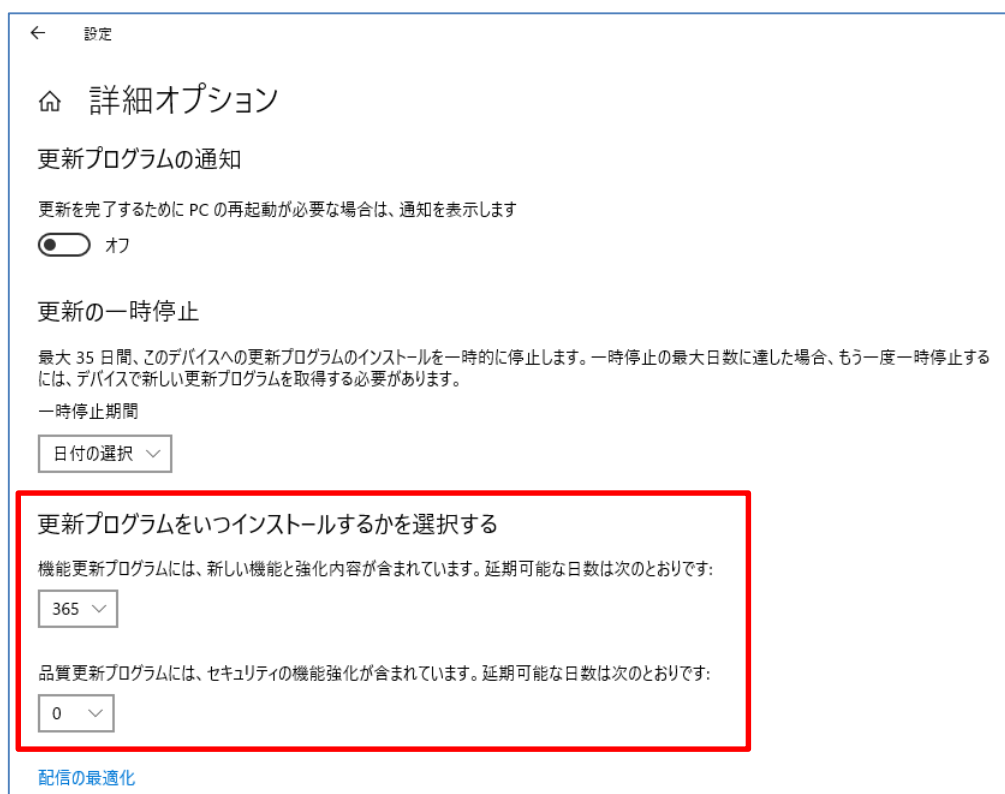 設定
詳細オプション
更新プログラムの通知
更新を完了するために PC の再起動が必要な場合は、通知を表示します
オフ
更新の一時停止
最大 35 日間、このデバイスへの更新プログラムのインストールを一時的に停止します。一時停止の最大日数に達した場合、もう一度一時停止する
には、デバイスで新しい更新プログラムを取得する必要があります。
一時停止期間
日付の選択
更新プログラムをいつインストールするかを選択する
機能更新プログラムには、新しい機能と強化内容が含まれています。延期可能な日数は次のとおりです:
365
品質更新プログラムには、セキュリティの機能強化が含まれています。延期可能な日数は次のとおりです:
0
配信の最適化